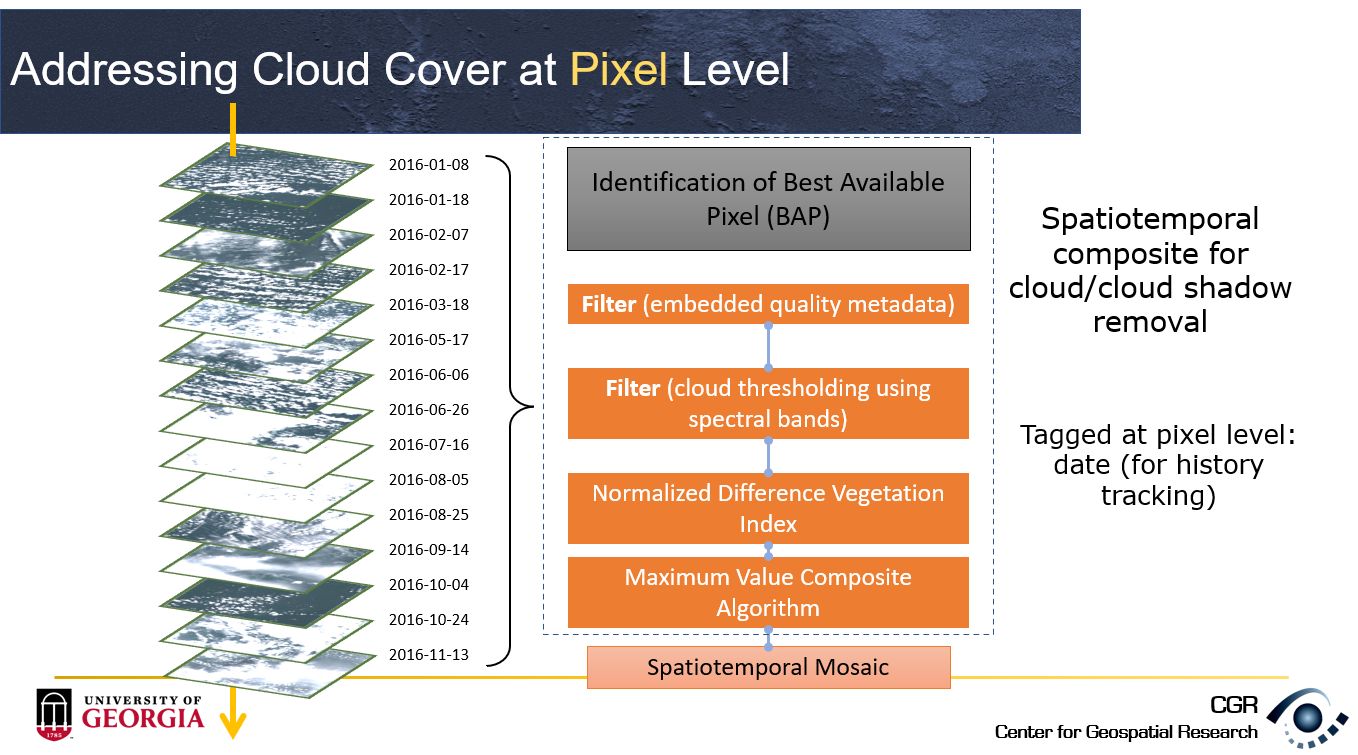 Addressing Cloud Cover at Pixel Level
2016-01-08
2016-01-18
2016-02-07
2016-02-17
2016-03-18
2016-05-17
2016-06-06
2016-06-26
2016-07-16
2016-08-05
2016-08-25
2016-09-14
2016-10-04
2016-10-24
2016-11-13
Identification of Best Available
Pixel (BAP)
Filter (embedded quality metadata)
Filter (cloud thresholding using
spectral bands)
Normalized Difference Vegetation
Index
Maximum Value Composite
Algorithm
Spatiotemporal Mosaic
Spatiotemporal
composite for
cloud/cloud shadow
removal
Tagged at pixel level:
date (for history
tracking)
1785
UNIVERSITY OF
GEORGIA
CGR
Center for Geospatial Research